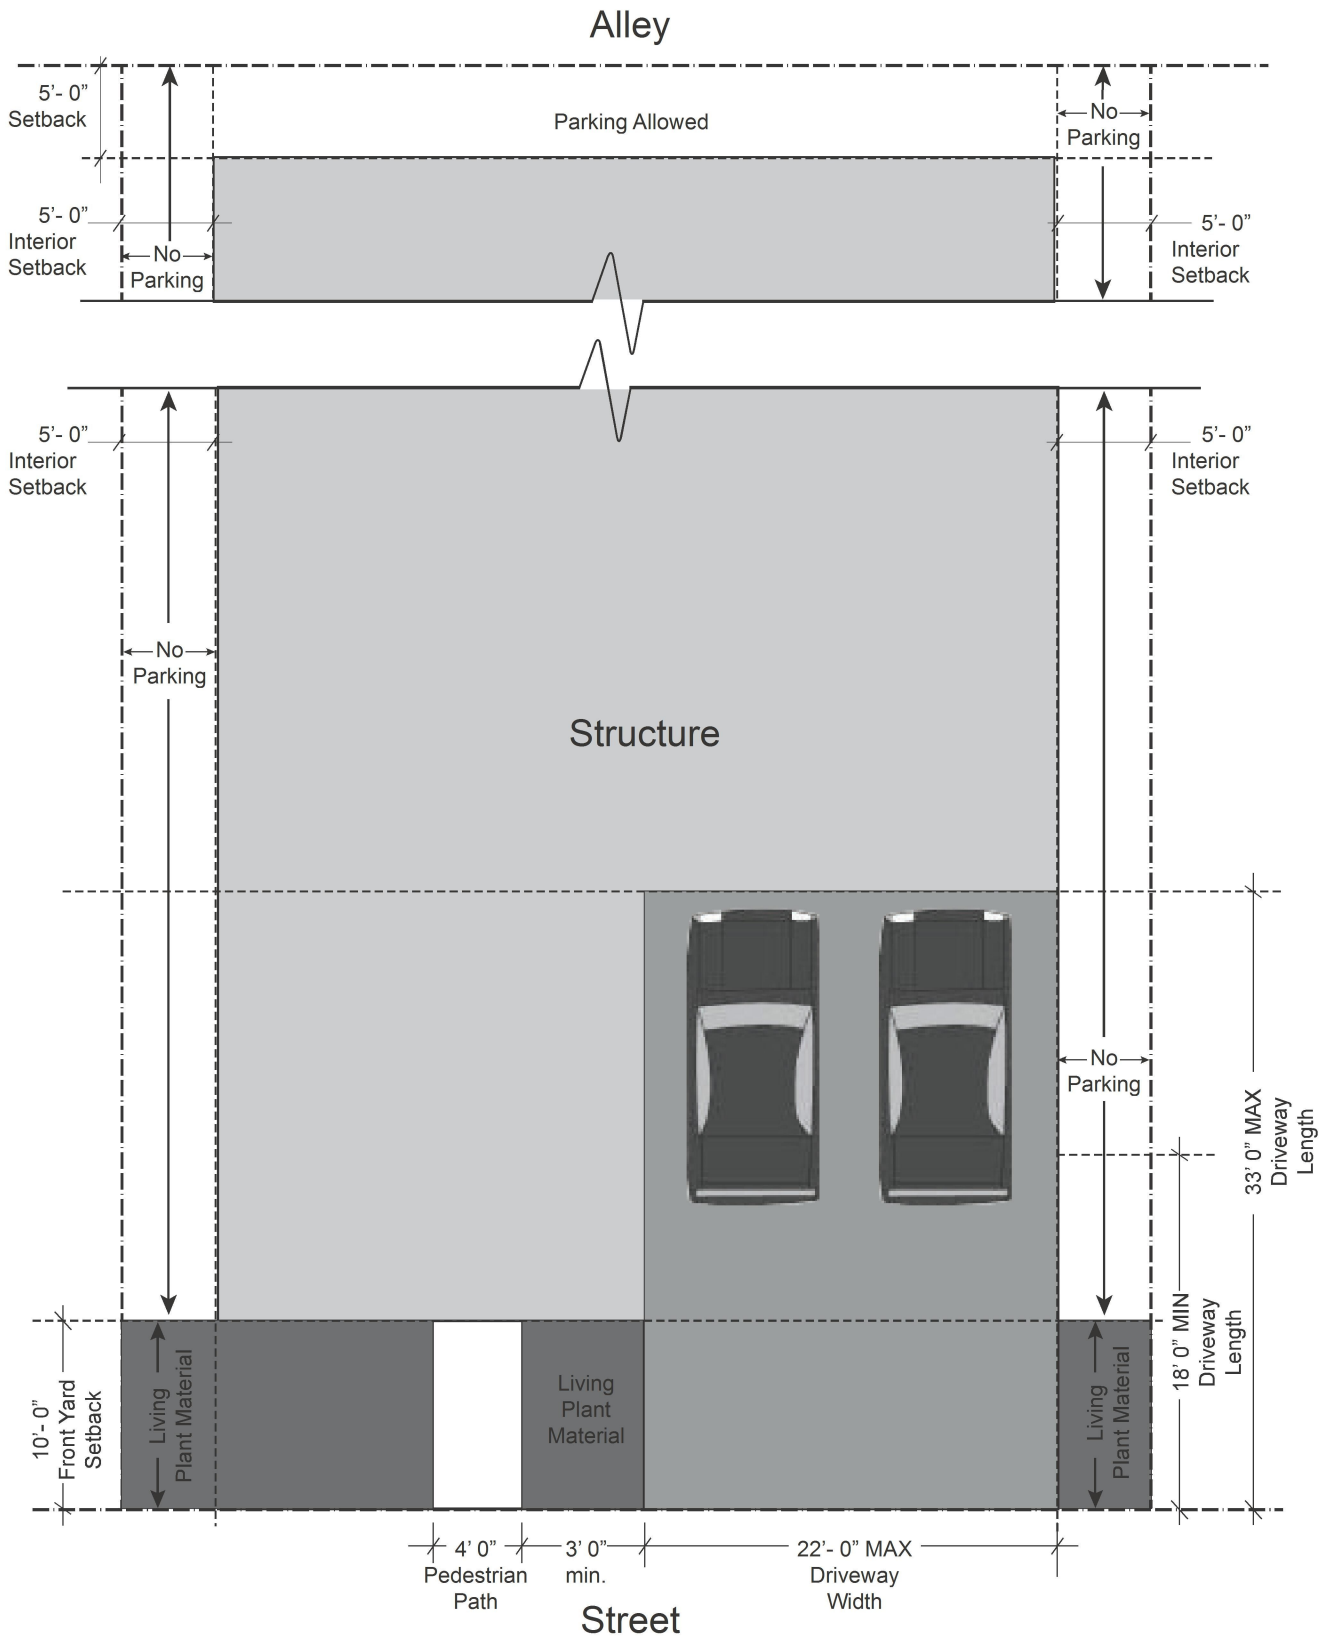 Alley
5'- 0"
Setback
Parking Allowed
No
Parking
5'- 0"
Interior
Setback
No
Parking
5'- 0"
Interior
Setback
5'- 0"
Interior
Setback
5'- 0"
Interior
Setback
No
Parking
Structure
No
Parking
33' 0" MAX
Driveway
Length
18' 0" MIN
Driveway
Length
10'- 0"
Front Yard
Setback
Living
Plant Material
Living
Plant
Material
Living
Plant Material
4' 0"
Pedestrian
Path
3' 0"
min.
22'- 0" MAX
Driveway
Width
Street